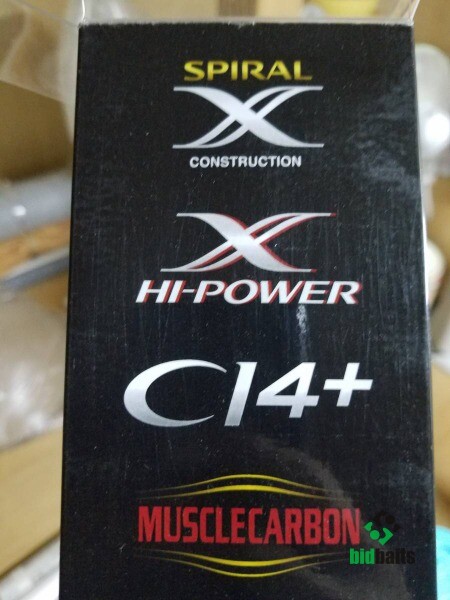 SPIRAL
X
CONSTRUCTION
X
HI-POWER
CI4+
MUSCLECARBON
bidbaits